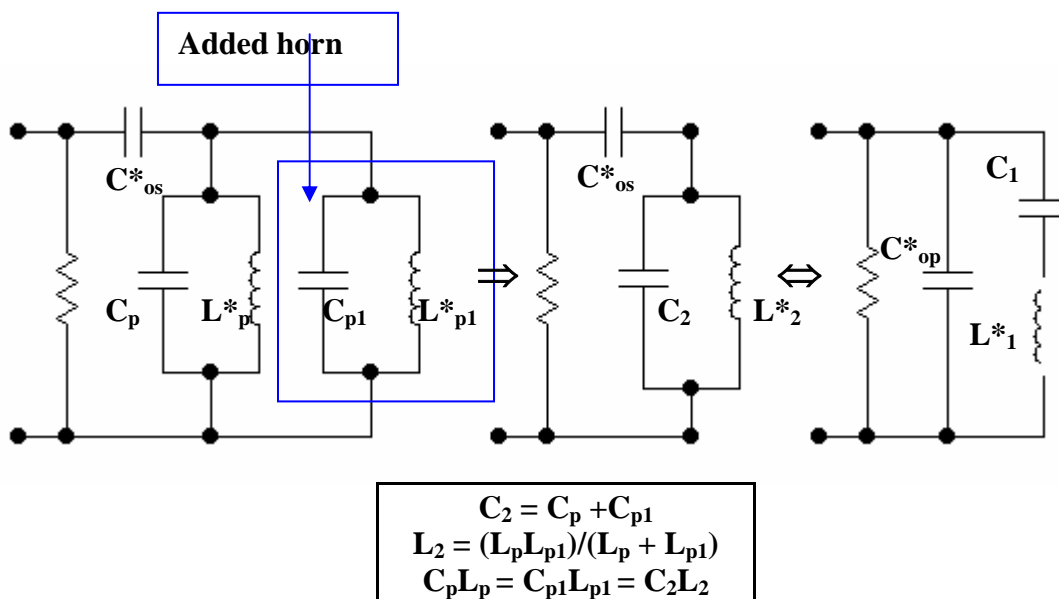 Added horn
C*os
Cp
L*p
Cp1
L*p1
⇒
C*os
C2
L*2
⇔
C1
C*op
L*1
C2 = Cp +Cp1
L2 = (LpLp1)/(Lp + Lp1)
CpLp = Cp1Lp1 = C2L2